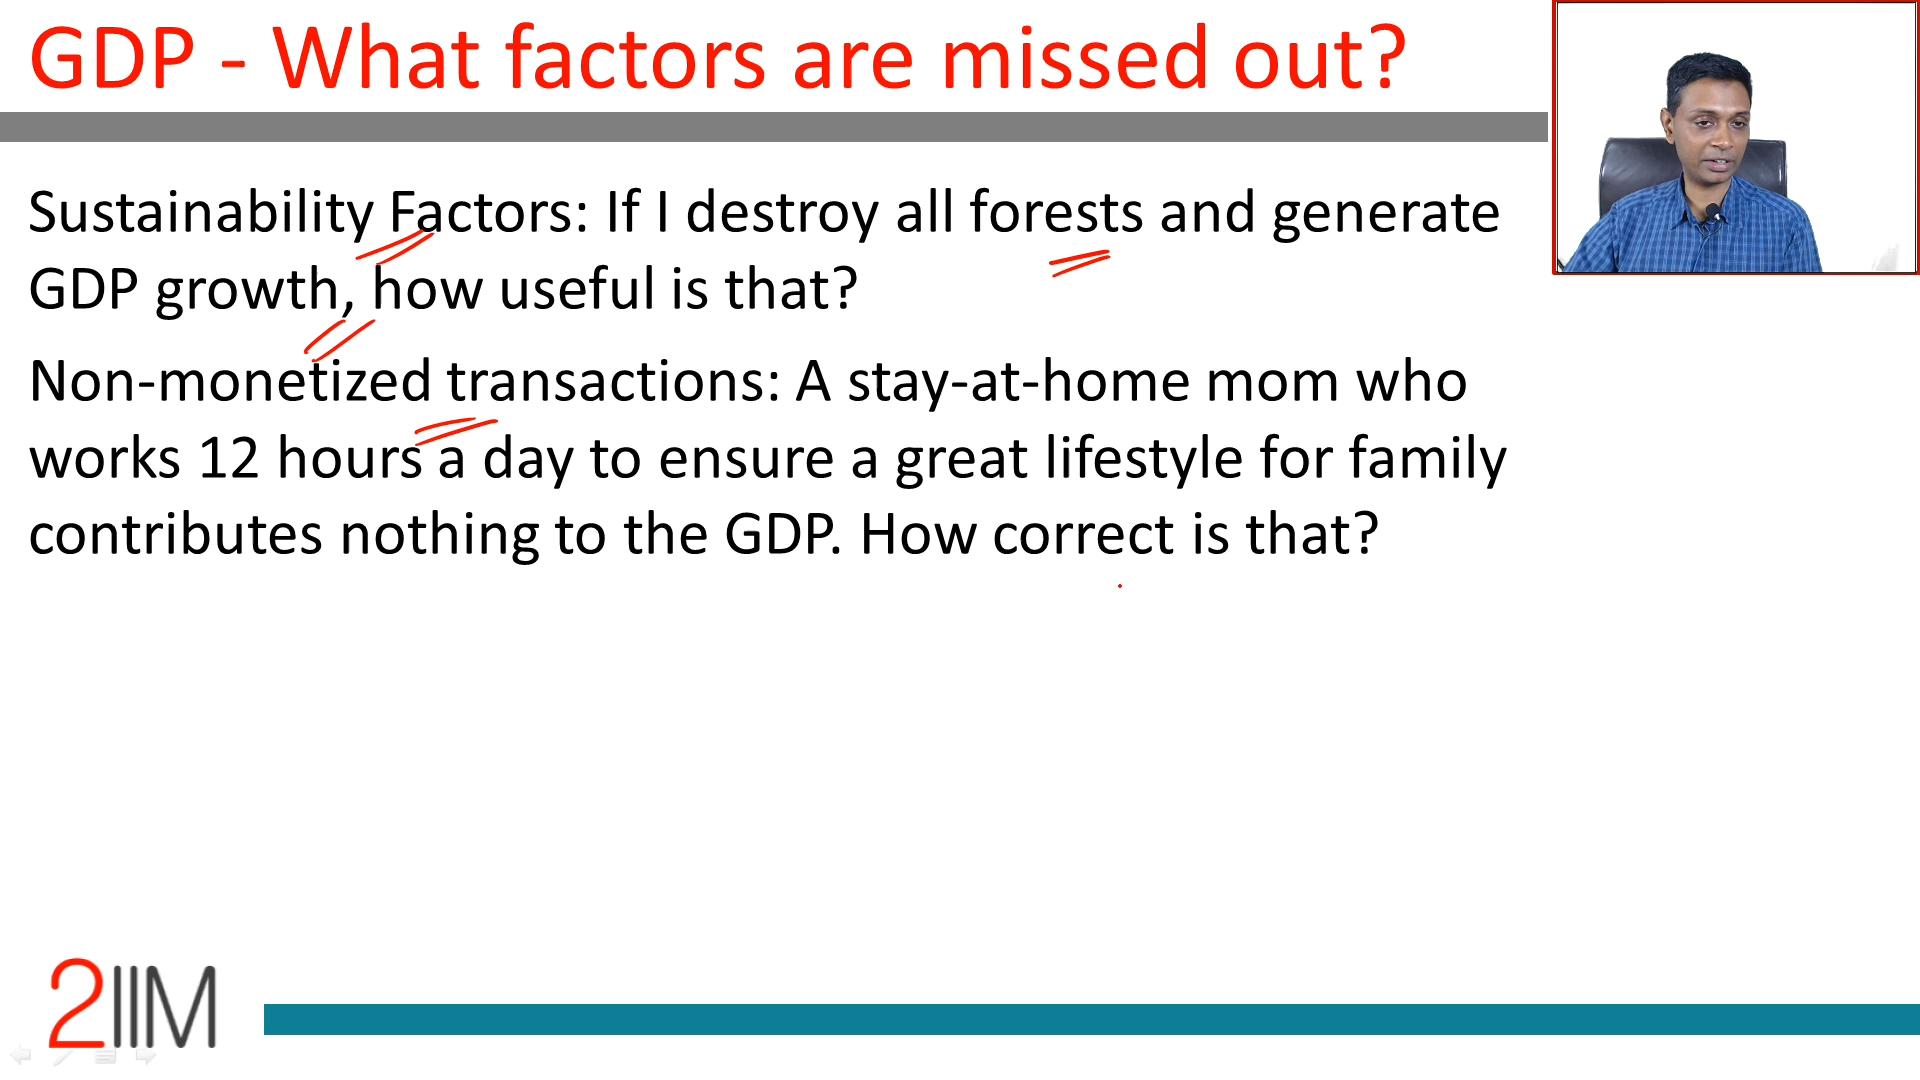 GDP - What factors are missed out?
Sustainability Factors: If I destroy all forests and generate
GDP growth, how useful is that?
Non-monetized transactions: A stay-at-home mom who
works 12 hours a day to ensure a great lifestyle for family
contributes nothing to the GDP. How correct is that?
2IIM